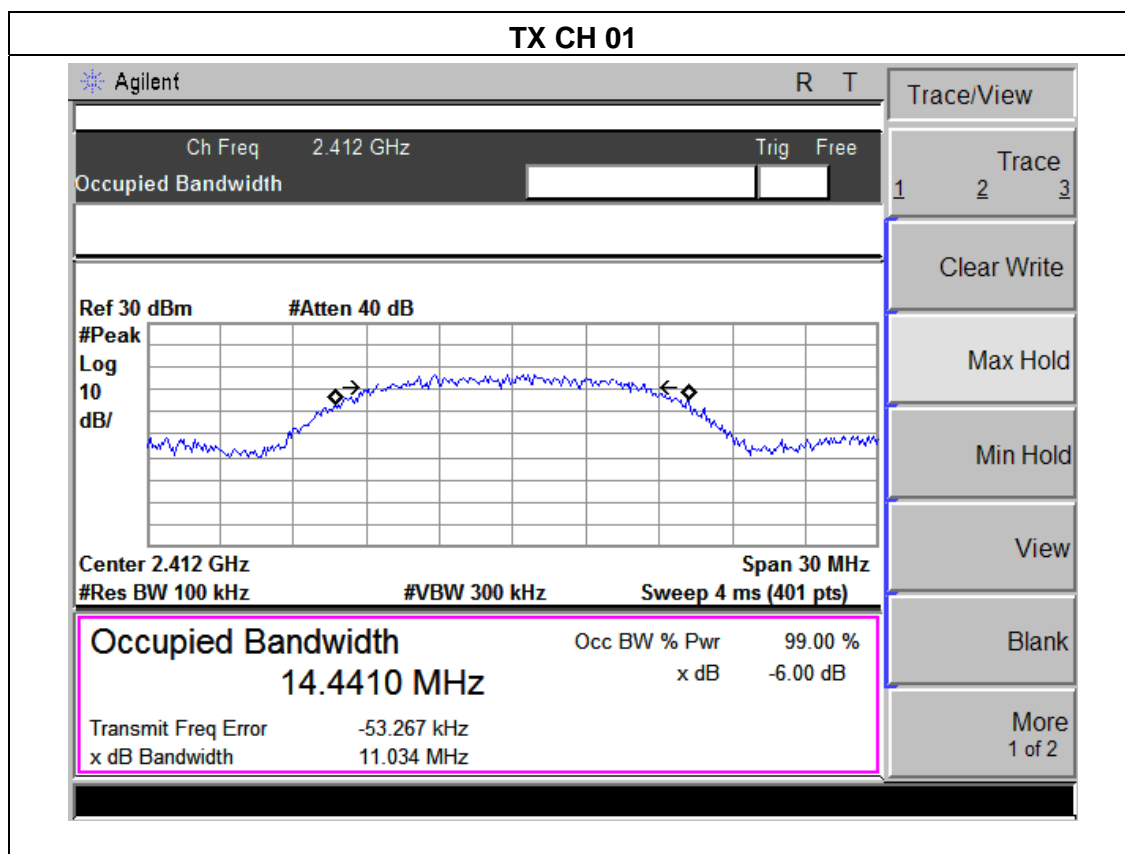 TX CH 01
Agilent R T
Trace/View
Ch Freq 2.412 GHz Trig Free
Occupied Bandwidth
Trace
1 2 3
Clear Write
Ref 30 dBm #Atten 40 dB
#Peak
Log
10
dB/
Max Hold
Min Hold
View
Center 2.412 GHz Span 30 MHz
#Res BW 100 kHz #VBW 300 kHz Sweep 4 ms (401 pts)
Occupied Bandwidth Occ BW % Pwr 99.00 %
14.4410 MHz x dB -6.00 dB
Blank
Transmit Freq Error -53.267 kHz
x dB Bandwidth 11.034 MHz
More
1 of 2